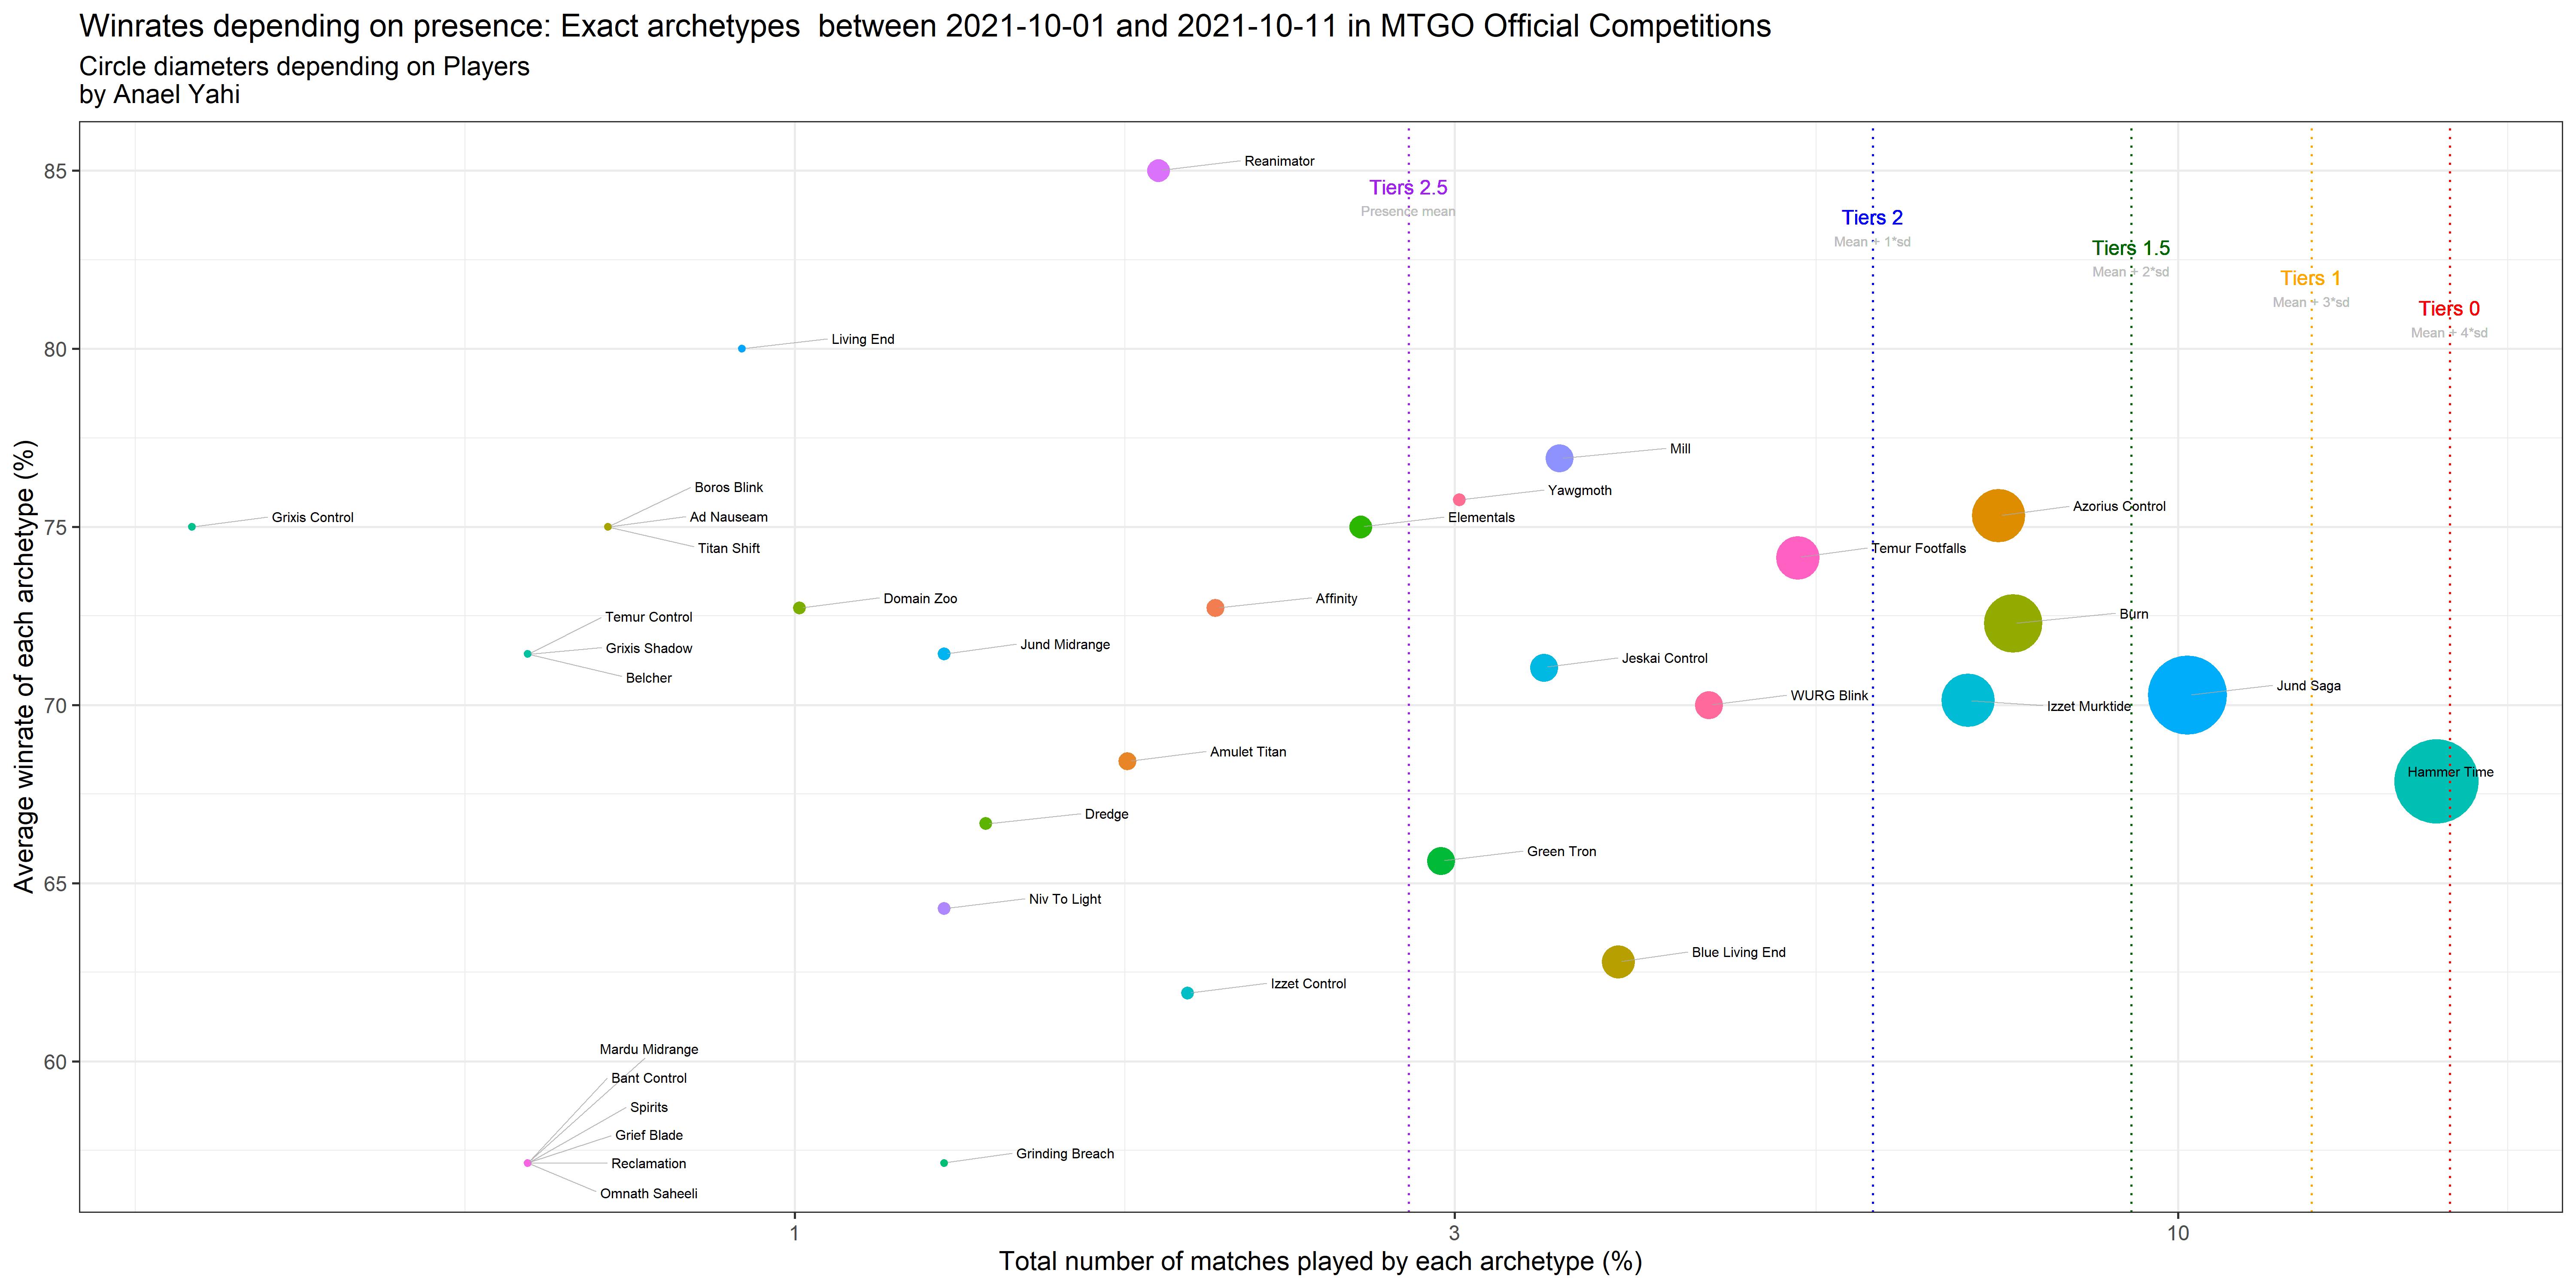 Winrates depending on presence: Exact archetypes  between 2021-10-01 and 2021-10-11 in MTGO Official Competitions
Circle diameters depending on Players
by Anael Yahi
Average winrate of each archetype (%)
85
80
75
70
65
60
Tiers 2.5
Presence mean
Tiers 2
Mean + 1*sd
Tiers 1.5
Mean + 2*sd
Tiers 1
Mean + 3*sd
Tiers 0
Mean + 4*sd
Reanimator
Living End
Mill
Boros Blink
Yawgmoth
Azorius Control
Grixis Control
Ad Nauseam
Elementals
Titan Shift
Temur Footfalls
Domain Zoo
Affinity
Burn
Temur Control
Grixis Shadow
Jund Midrange
Jeskai Control
Belcher
Jund Saga
WURG Blink
Izzet Murktide
Amulet Titan
Hammer Time
Dredge
Green Tron
Niv To Light
Blue Living End
Izzet Control
Mardu Midrange
Bant Control
Spirits
Grief Blade
Grinding Breach
Reclamation
Omnath Saheeli
1
3
10
Total number of matches played by each archetype (%)